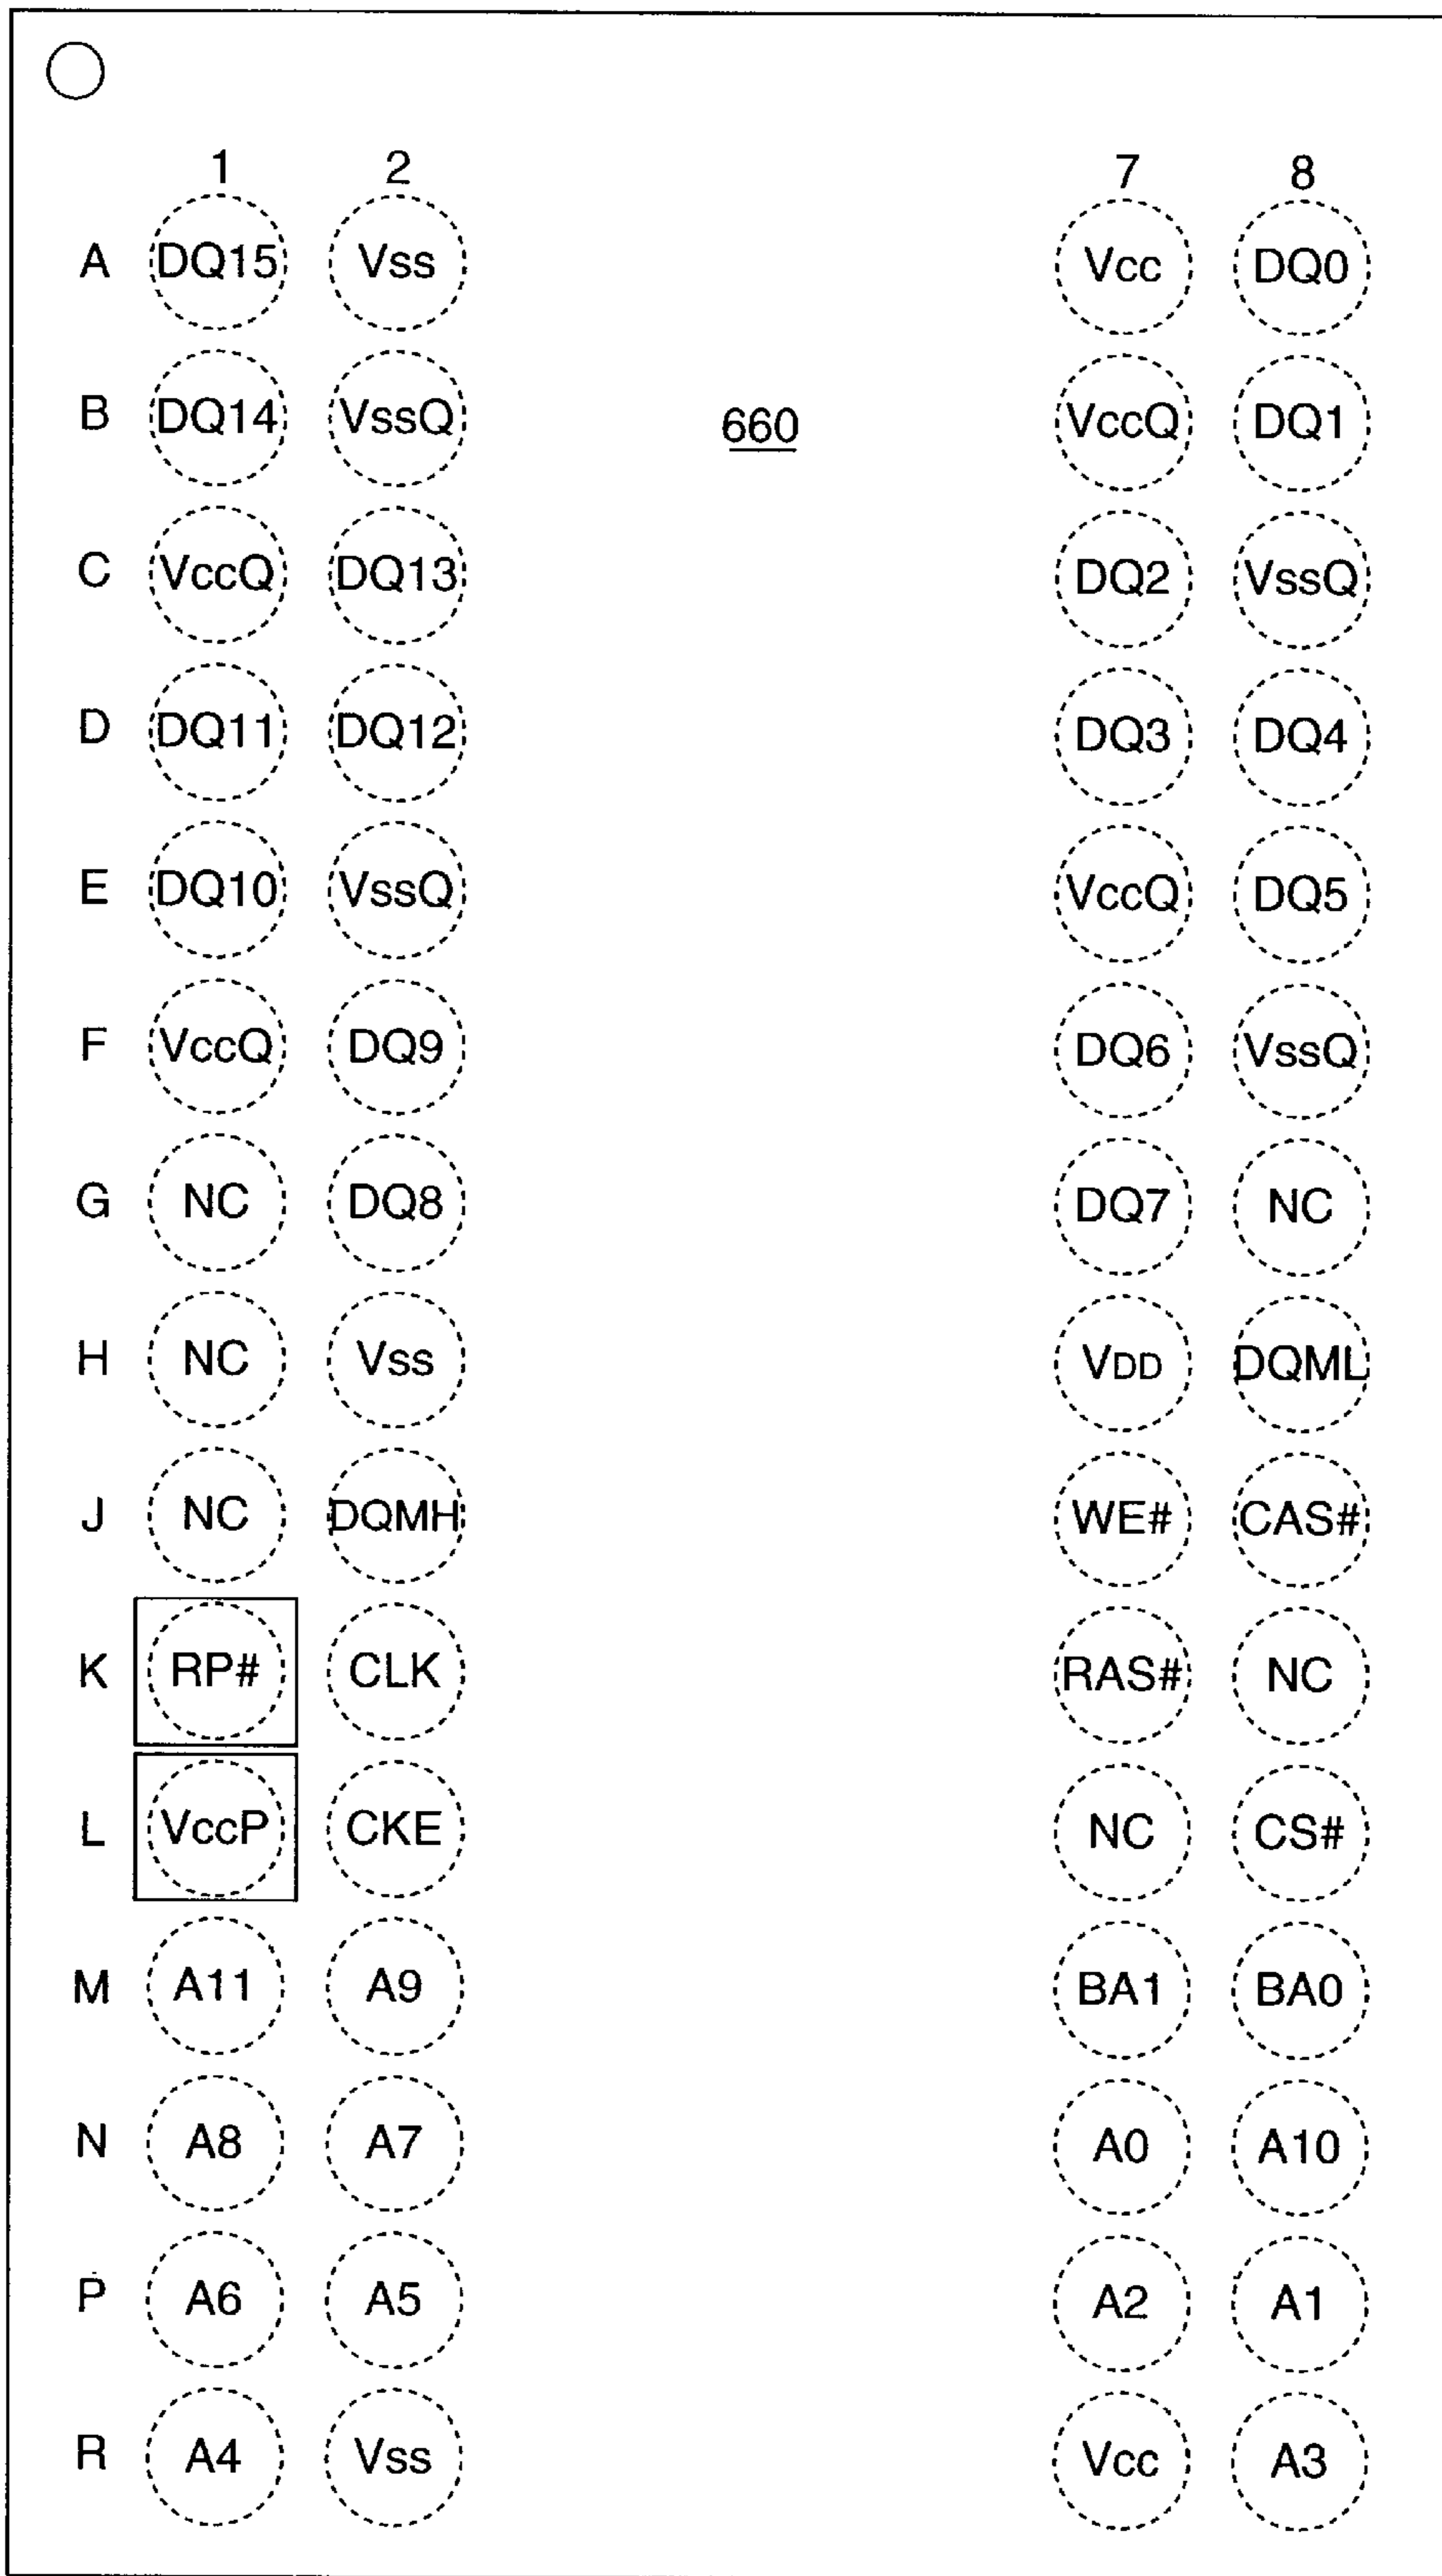 1 2 7 8
A DQ15 Vss Vcc DQ0
B DQ14 VssQ 660 VccQ DQ1
C VccQ DQ13 DQ2 VssQ
D DQ11 DQ12 DQ3 DQ4
E DQ10 VssQ VccQ DQ5
F VccQ DQ9 DQ6 VssQ
G NC DQ8 DQ7 NC
H NC Vss VDD DQML
J NC DQMH WE# CAS#
K RP# CLK RAS# NC
L VccP CKE NC CS#
M A11 A9 BA1 BA0
N A8 A7 A0 A10
P A6 A5 A2 A1
R A4 Vss Vcc A3